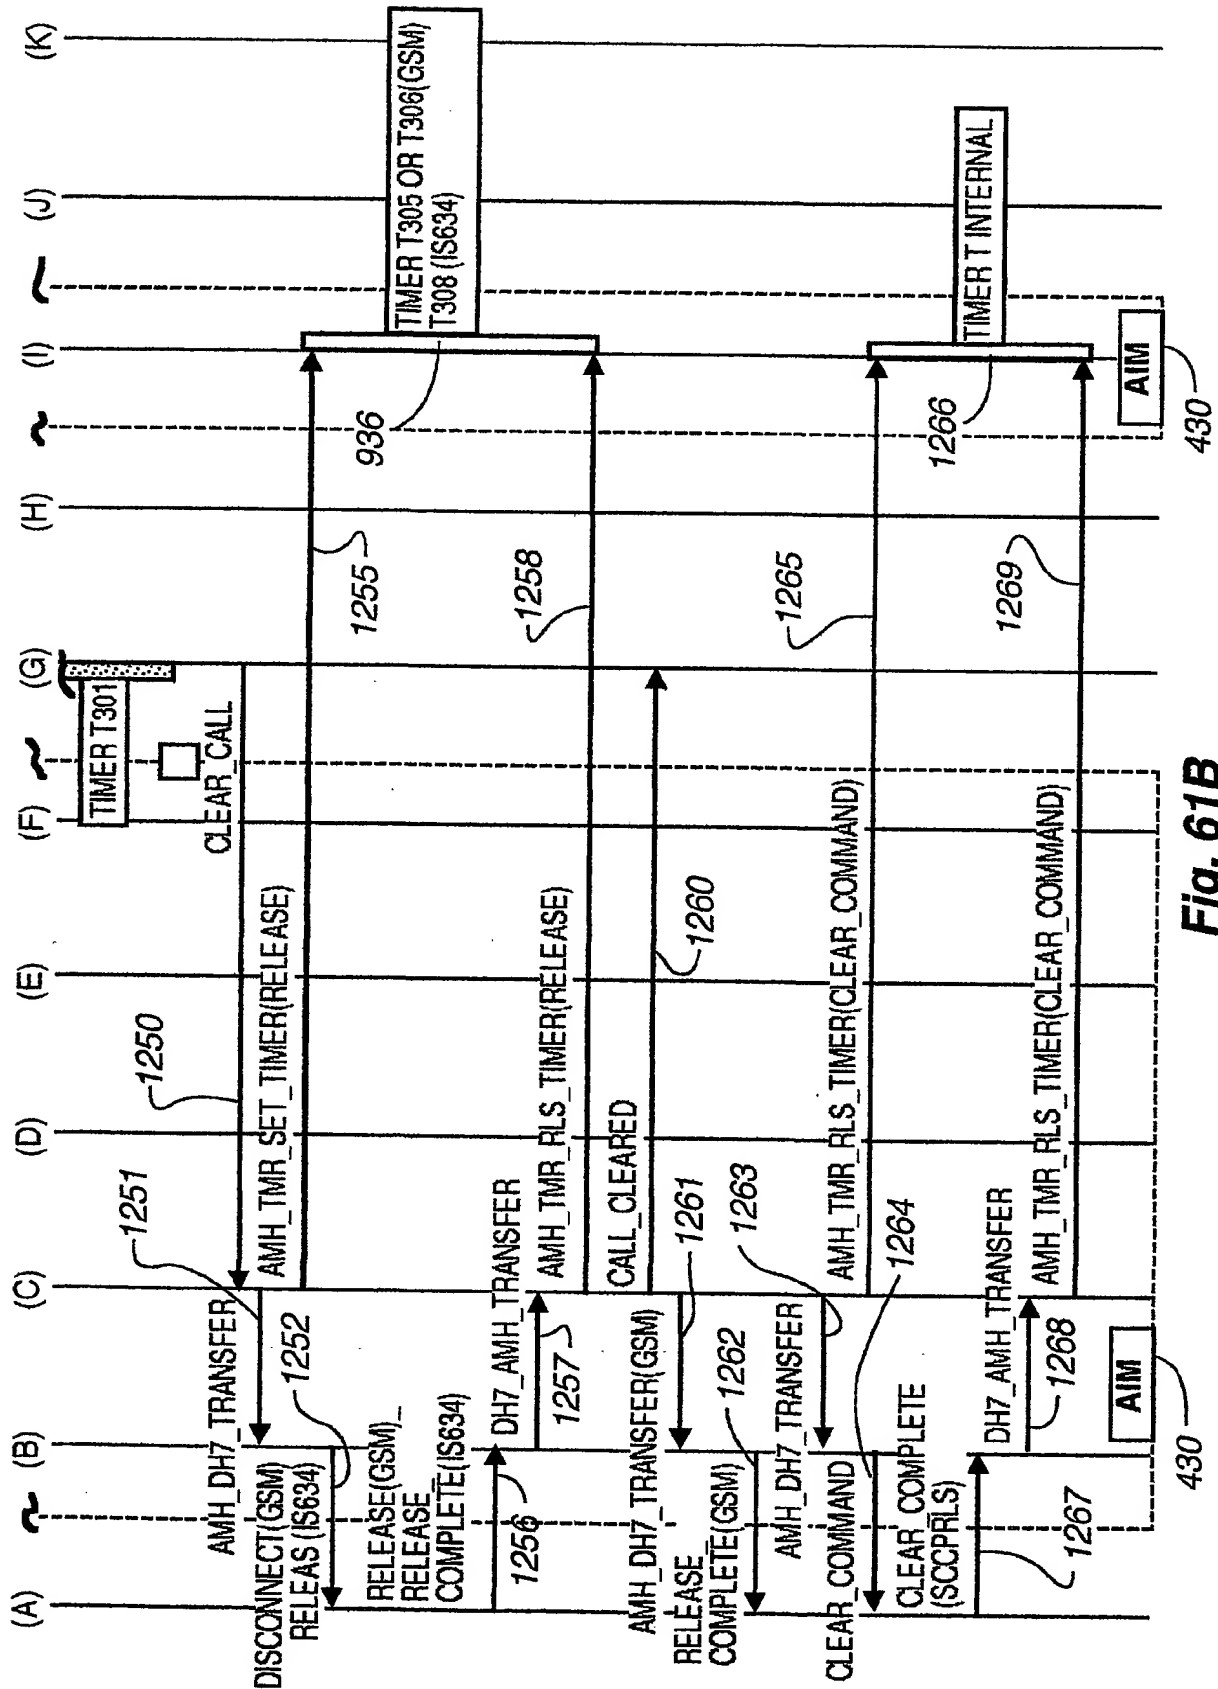 (A)
(B)
(C)
(D)
(E)
(F)
(G)
(H)
(I)
(J)
(K)
TIMER T301
CLEAR_CALL
1250
1251
AMH_DH7_TRANSFER
DISCONNECT(GSM)
RELEAS (IS634)
1252
AMH_TMR_SET_TIMER(RELEASE)
1255
TIMER T305 OR T306(GSM)
T308 (IS634)
936
RELEASE(GSM)_
RELEASE_
COMPLETE(IS634)
1256
DH7_AMH_TRANSFER
1257
AMH_TMR_RLS_TIMER(RELEASE)
1258
CALL_CLEARED
1260
AMH_DH7_TRANSFER(GSM)
1261
RELEASE_
COMPLETE(GSM)
1262
AMH_DH7_TRANSFER
1263
CLEAR_COMMAND
1264
AMH_TMR_RLS_TIMER(CLEAR_COMMAND)
1265
TIMER T INTERNAL
1266
CLEAR_COMPLETE
(SCCPRLS)
1267
DH7_AMH_TRANSFER
1268
AMH_TMR_RLS_TIMER(CLEAR_COMMAND)
1269
AIM
430
AIM
430
Fig. 61B